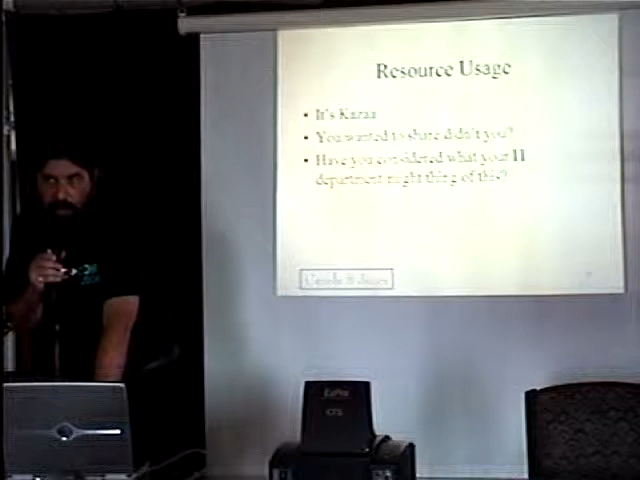 Resource Usage
• It's Kazaa
• You wanted to share didn't you?
• Have you considered what your IT
department might thing of this?